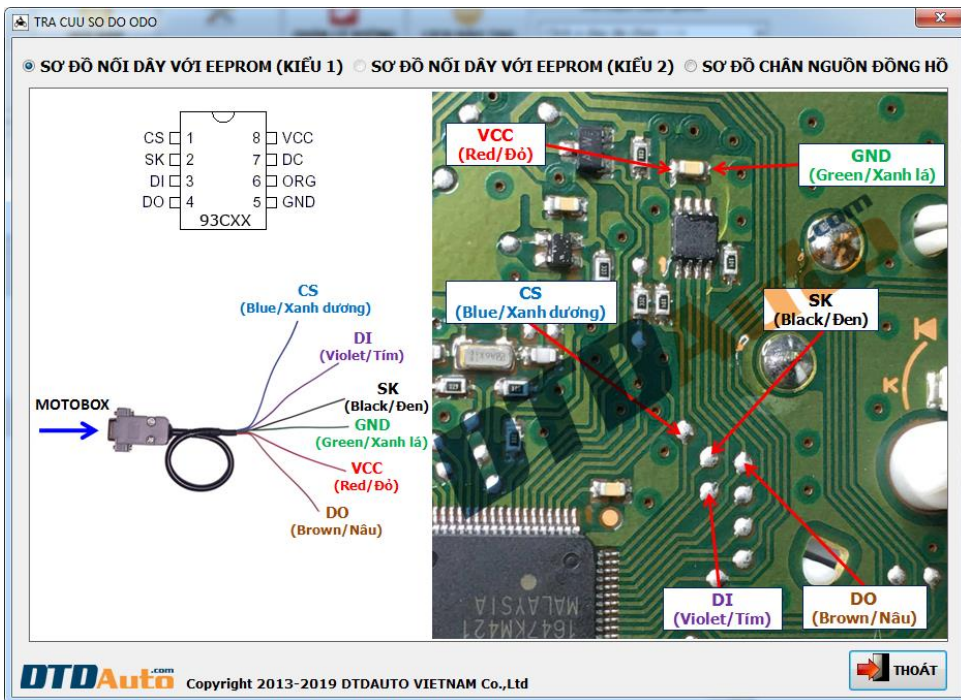 TRA CUU SO DO ODO
SƠ ĐỒ NỐI DÂY VỚI EEPROM (KIỂU 1)
SƠ ĐỒ NỐI DÂY VỚI EEPROM (KIỂU 2)
SƠ ĐỒ CHÂN NGUỒN ĐỒNG HỒ
CS 1 8 VCC
SK 2 7 DC
DI 3 6 ORG
DO 4 5 GND
93CXX
CS
(Blue/Xanh dương)
DI
(Violet/Tím)
SK
(Black/Đen)
MOTOBOX
GND
(Green/Xanh lá)
VCC
(Red/Đỏ)
DO
(Brown/Nâu)
VCC
(Red/Đỏ)
GND
(Green/Xanh lá)
CS
(Blue/Xanh dương)
SK
(Black/Đen)
DTDAuto.com
K
MALAYSIA
1647KM421
DI
(Violet/Tím)
DO
(Brown/Nâu)
DTDAuto.com
Copyright 2013-2019 DTDAUTO VIETNAM Co.,Ltd
THOÁT